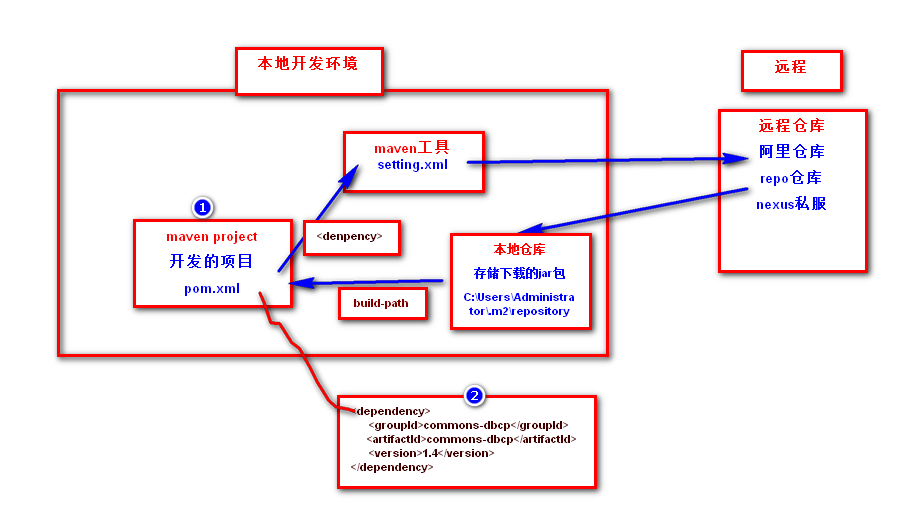 本地开发环境
远程
maven工具
setting.xml
远程仓库
阿里仓库
repo仓库
nexus私服
1
maven project
开发的项目
pom.xml
<denpency>
本地仓库
存储下载的jar包
C:\Users\Administra
tor\.m2\repository
build-path
2
<dependency>
<groupId>commons-dbcp</groupId>
<artifactId>commons-dbcp</artifactId>
<version>1.4</version>
</dependency>